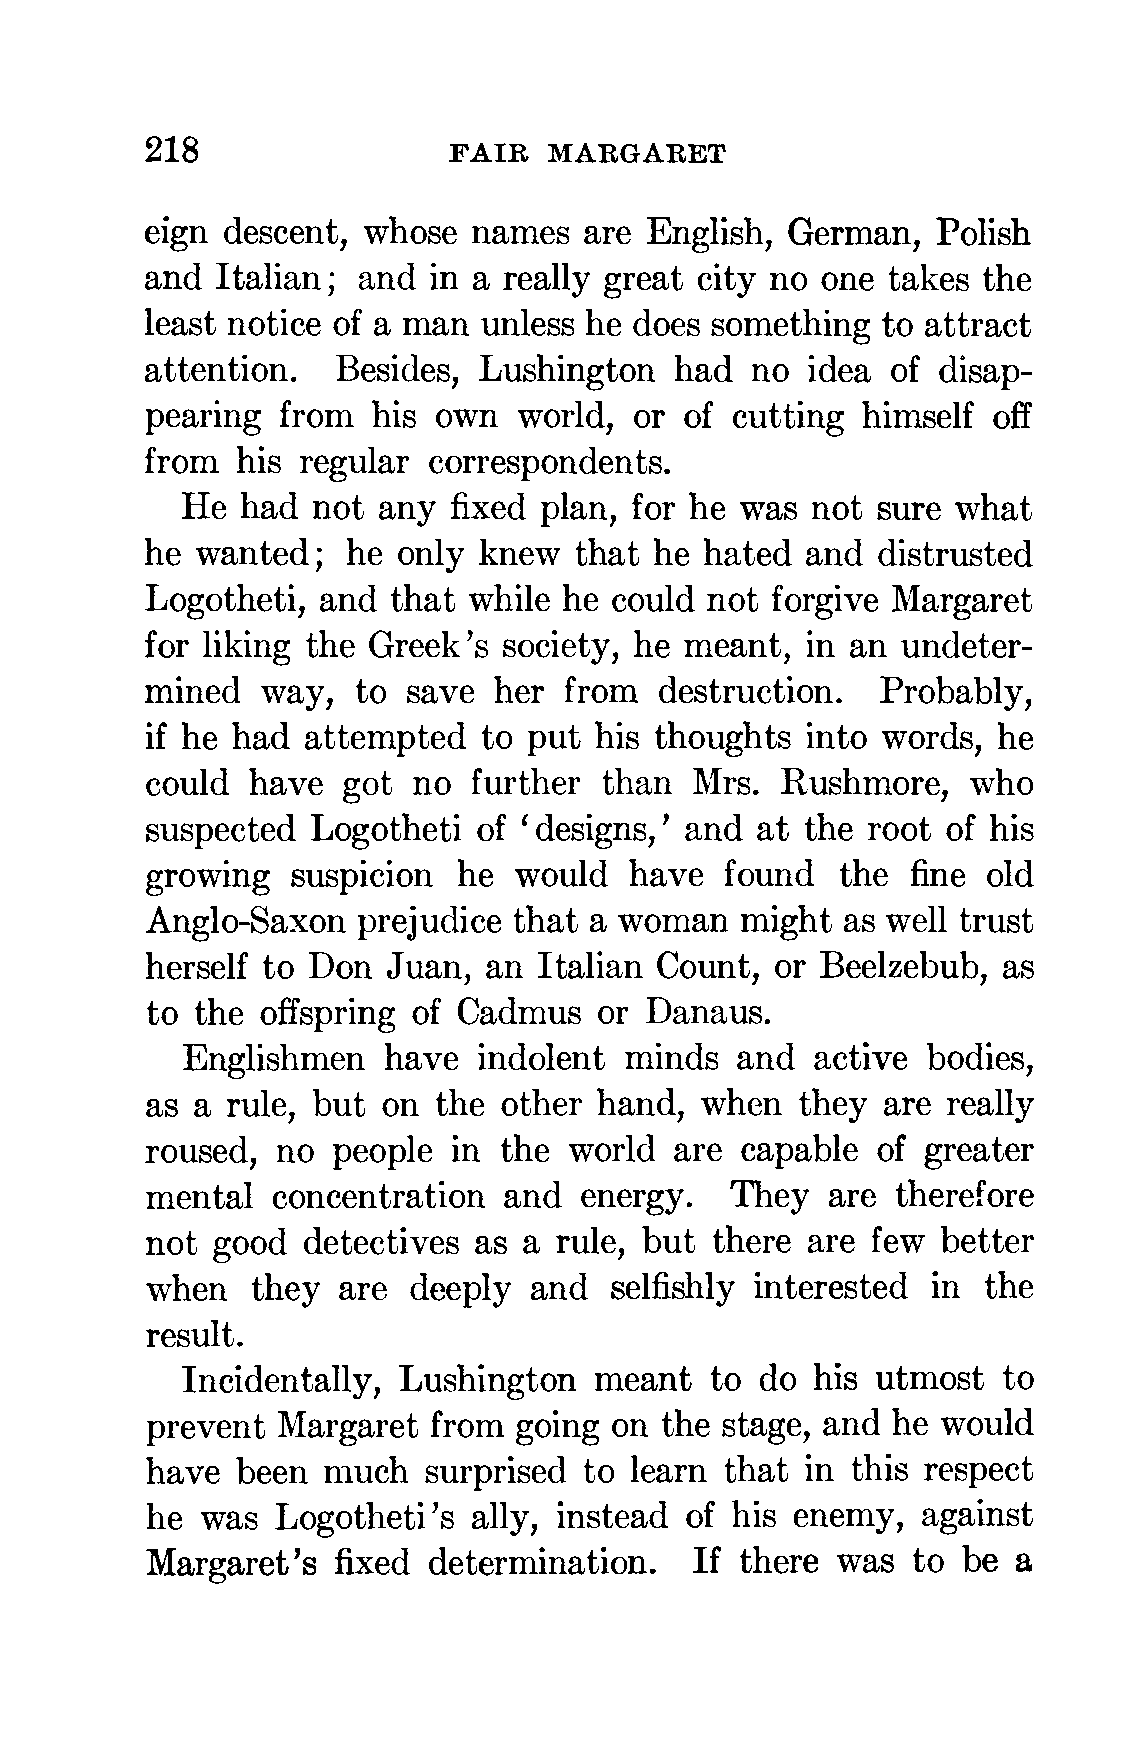 218 FAIR MARGARET
eign descent, whose names are English, German, Polish
and Italian; and in a really great city no one takes the
least notice of a man unless he does something to attract
attention. Besides, Lushington had no idea of disap-
pearing from his own world, or of cutting himself off
from his regular correspondents.
He had not any fixed plan, for he was not sure what
he wanted; he only knew that he hated and distrusted
Logotheti, and that while he could not forgive Margaret
for liking the Greek's society, he meant, in an undeter-
mined way, to save her from destruction. Probably,
if he had attempted to put his thoughts into words, he
could have got no further than Mrs. Rushmore, who
suspected Logotheti of 'designs,' and at the root of his
growing suspicion he would have found the fine old
Anglo-Saxon prejudice that a woman might as well trust
herself to Don Juan, an Italian Count, or Beelzebub, as
to the offspring of Cadmus or Danaus.
Englishmen have indolent minds and active bodies,
as a rule, but on the other hand, when they are really
roused, no people in the world are capable of greater
mental concentration and energy. They are therefore
not good detectives as a rule, but there are few better
when they are deeply and selfishly interested in the
result.
Incidentally, Lushington meant to do his utmost to
prevent Margaret from going on the stage, and he would
have been much surprised to learn that in this respect
he was Logotheti's ally, instead of his enemy, against
Margaret's fixed determination. If there was to be a